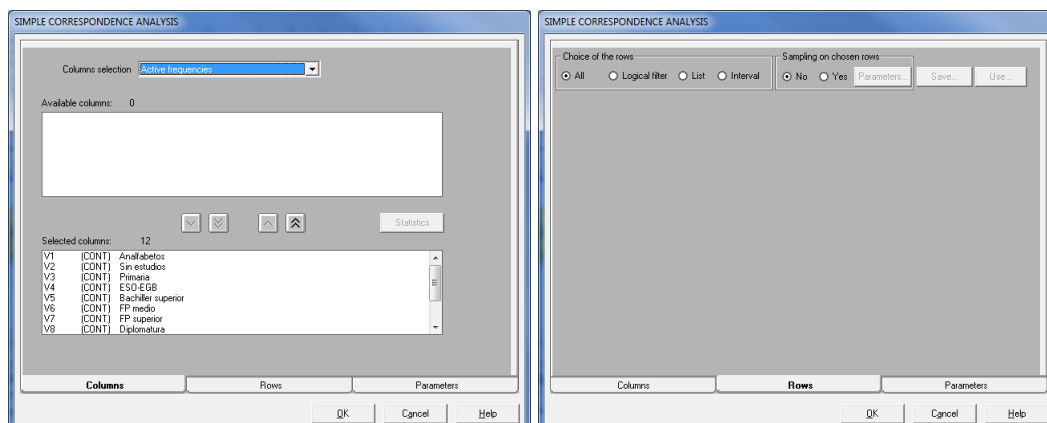 SIMPLE CORRESPONDENCE ANALYSIS
Columns selection Active frequencies
Available columns: 0
Statistics
Selected columns: 12
V1 (CONT) Analfabetos
V2 (CONT) Sin estudios
V3 (CONT) Primaria
V4 (CONT) ESO-EGB
V5 (CONT) Bachiller superior
V6 (CONT) FP medio
V7 (CONT) FP superior
V8 (CONT) Diplomatura
Columns Rows Parameters
OK Cancel Help
SIMPLE CORRESPONDENCE ANALYSIS
Choice of the rows
All Logical filter List Interval
Sampling on chosen rows
No Yes Parameters... Save... Use...
Columns Rows Parameters
OK Cancel Help